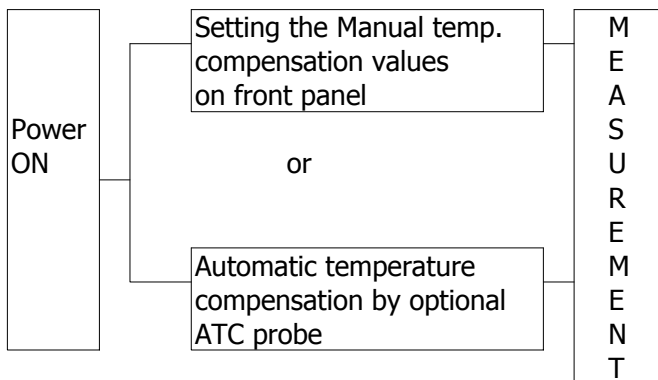 Power
ON
Setting the Manual temp.
compensation values
on front panel
or
Automatic temperature
compensation by optional
ATC probe
M
E
A
S
U
R
E
M
E
N
T